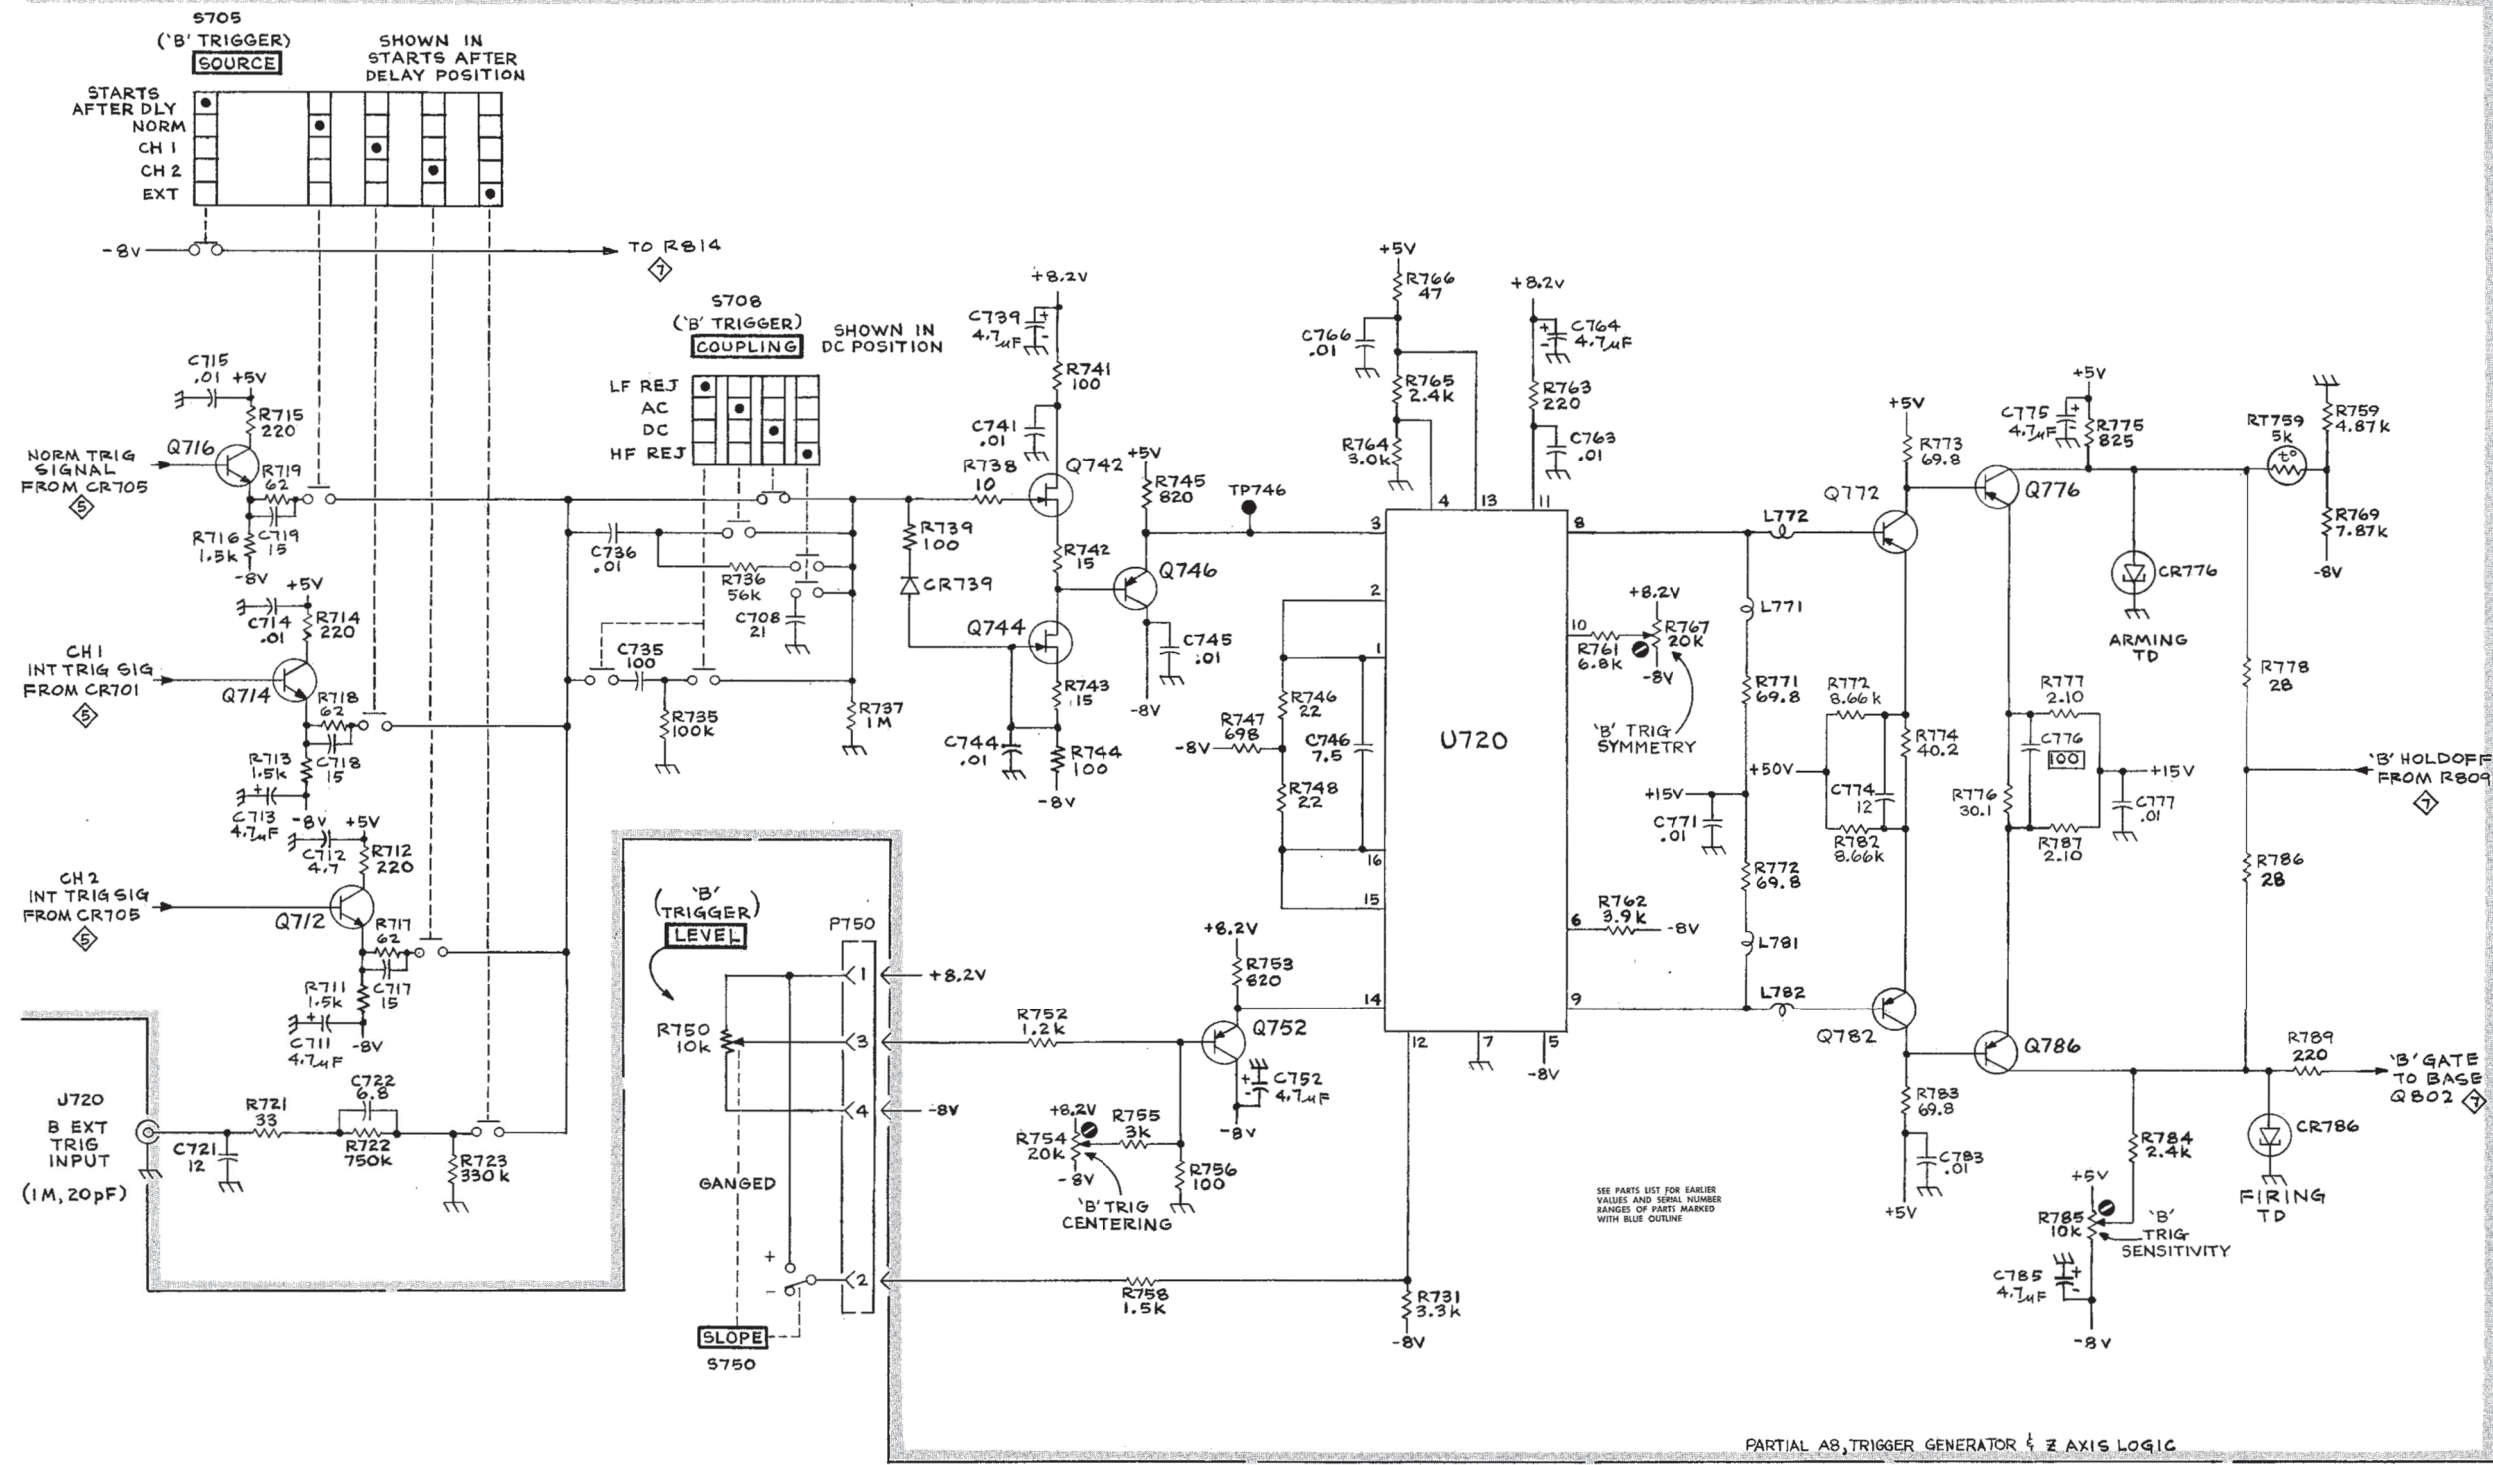 S705
('B' TRIGGER)
SOURCE
SHOWN IN
STARTS AFTER
DELAY POSITION
STARTS
AFTER DLY
NORM
CH 1
CH 2
EXT
-8V
TO R814
7
S708
('B' TRIGGER)
COUPLING
SHOWN IN
DC POSITION
LF REJ
AC
DC
HF REJ
C715
.01
+5V
R715
220
Q716
NORM TRIG
SIGNAL
FROM CR705
5
R719
62
R716
1.5K
C719
15
-8V
+5V
C714
.01
R714
220
CH 1
INT TRIG SIG
FROM CR701
5
Q714
R718
62
R713
1.5K
C718
15
C713
4.7µF
-8V
+5V
C712
4.7
R712
220
CH 2
INT TRIG SIG
FROM CR705
5
Q712
R717
62
R711
1.5K
C717
15
C711
4.7µF
-8V
J720
B EXT
TRIG
INPUT
(1M, 20pF)
C721
12
R721
33
C722
6.8
R722
750K
R723
330K
C736
.01
R736
56K
C708
21
C735
100
R735
100K
R737
1M
+8.2V
C739
4.7µF
+
-
R741
100
C741
.01
R738
10
Q742
R739
100
CR739
R742
15
Q744
R743
15
C744
.01
R744
100
-8V
+5V
R745
820
TP746
Q746
C745
.01
-8V
+5V
R766
47
C766
.01
R765
2.4K
R764
3.0K
+8.2V
C764
4.7µF
+
-
R763
220
C763
.01
4
13
11
3
2
1
16
15
14
12
7
5
8
10
6
9
U720
-8V
R747
698
R746
22
C746
7.5
R748
22
-8V
+8.2V
R767
20K
-8V
R761
6.8K
'B' TRIG
SYMMETRY
R762
3.9K
-8V
L772
L771
R771
69.8
+15V
C771
.01
R772
69.8
L781
L782
+5V
R773
69.8
Q772
R772
8.66K
+50V
C774
12
R782
8.66K
R774
40.2
Q782
R783
69.8
C783
.01
+5V
Q776
R777
2.10
C776
100
R776
30.1
R787
2.10
+15V
C777
.01
Q786
+5V
C775
4.7µF
+
R775
825
CR776
ARMING
TD
RT759
5K
t°
R759
4.87K
R769
7.87K
-8V
R778
28
R786
28
'B' HOLDOFF
FROM R809
7
R789
220
'B' GATE
TO BASE
Q802
7
CR786
FIRING
TD
R784
2.4K
+5V
R785
10K
'B'
TRIG
SENSITIVITY
C785
4.7µF
+
-
-8V
'B'
(TRIGGER)
LEVEL
P750
1
3
4
2
+8.2V
-8V
R750
10K
GANGED
+
-
SLOPE
S750
R752
1.2K
+8.2V
R753
820
Q752
C752
4.7µF
+
-
-8V
+8.2V
R754
20K
-8V
R755
3K
R756
100
'B' TRIG
CENTERING
R758
1.5K
R731
3.3K
-8V
SEE PARTS LIST FOR EARLIER
VALUES AND SERIAL NUMBER
RANGES OF PARTS MARKED
WITH BLUE OUTLINE
PARTIAL A8, TRIGGER GENERATOR & Z AXIS LOGIC